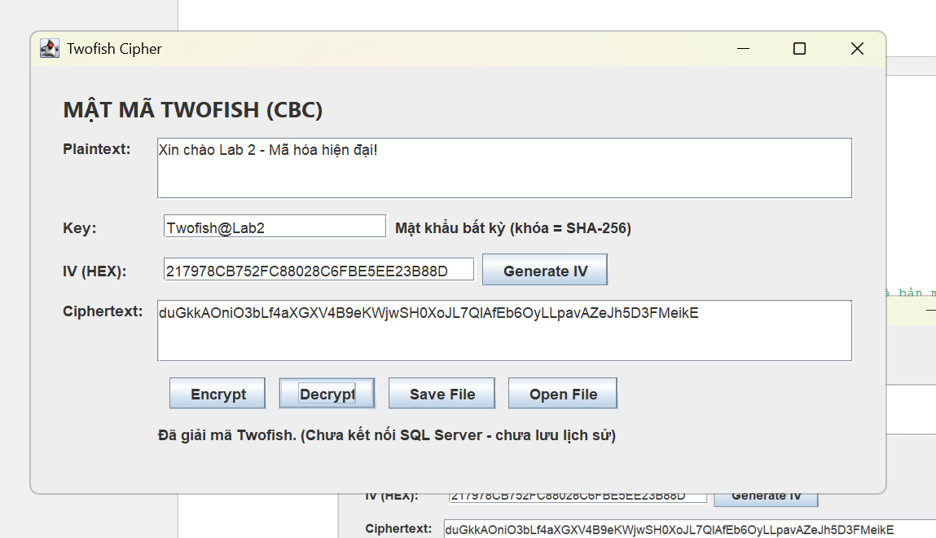 Twofish Cipher
MẬT MÃ TWOFISH (CBC)
Plaintext:
Xin chào Lab 2 - Mã hóa hiện đại!
Key:
Twofish@Lab2
Mật khẩu bất kỳ (khóa = SHA-256)
IV (HEX):
217978CB752FC88028C6FBE5EE23B88D
Generate IV
Ciphertext:
duGkkAOniO3bLf4aXGXV4B9eKWjwSH0XoJL7QlAfEb6OyLLpavAZeJh5D3FMeikE
Encrypt
Decrypt
Save File
Open File
Đã giải mã Twofish. (Chưa kết nối SQL Server - chưa lưu lịch sử)
bản
IV (HEX):
217978CB752FC88028C6FBE5EE23B88D
Generate IV
Ciphertext:
duGkkAOniO3bLf4aXGXV4B9eKWjwSH0XoJL7QlAfEb6OyLLpavAZeJh5D3FMeikE